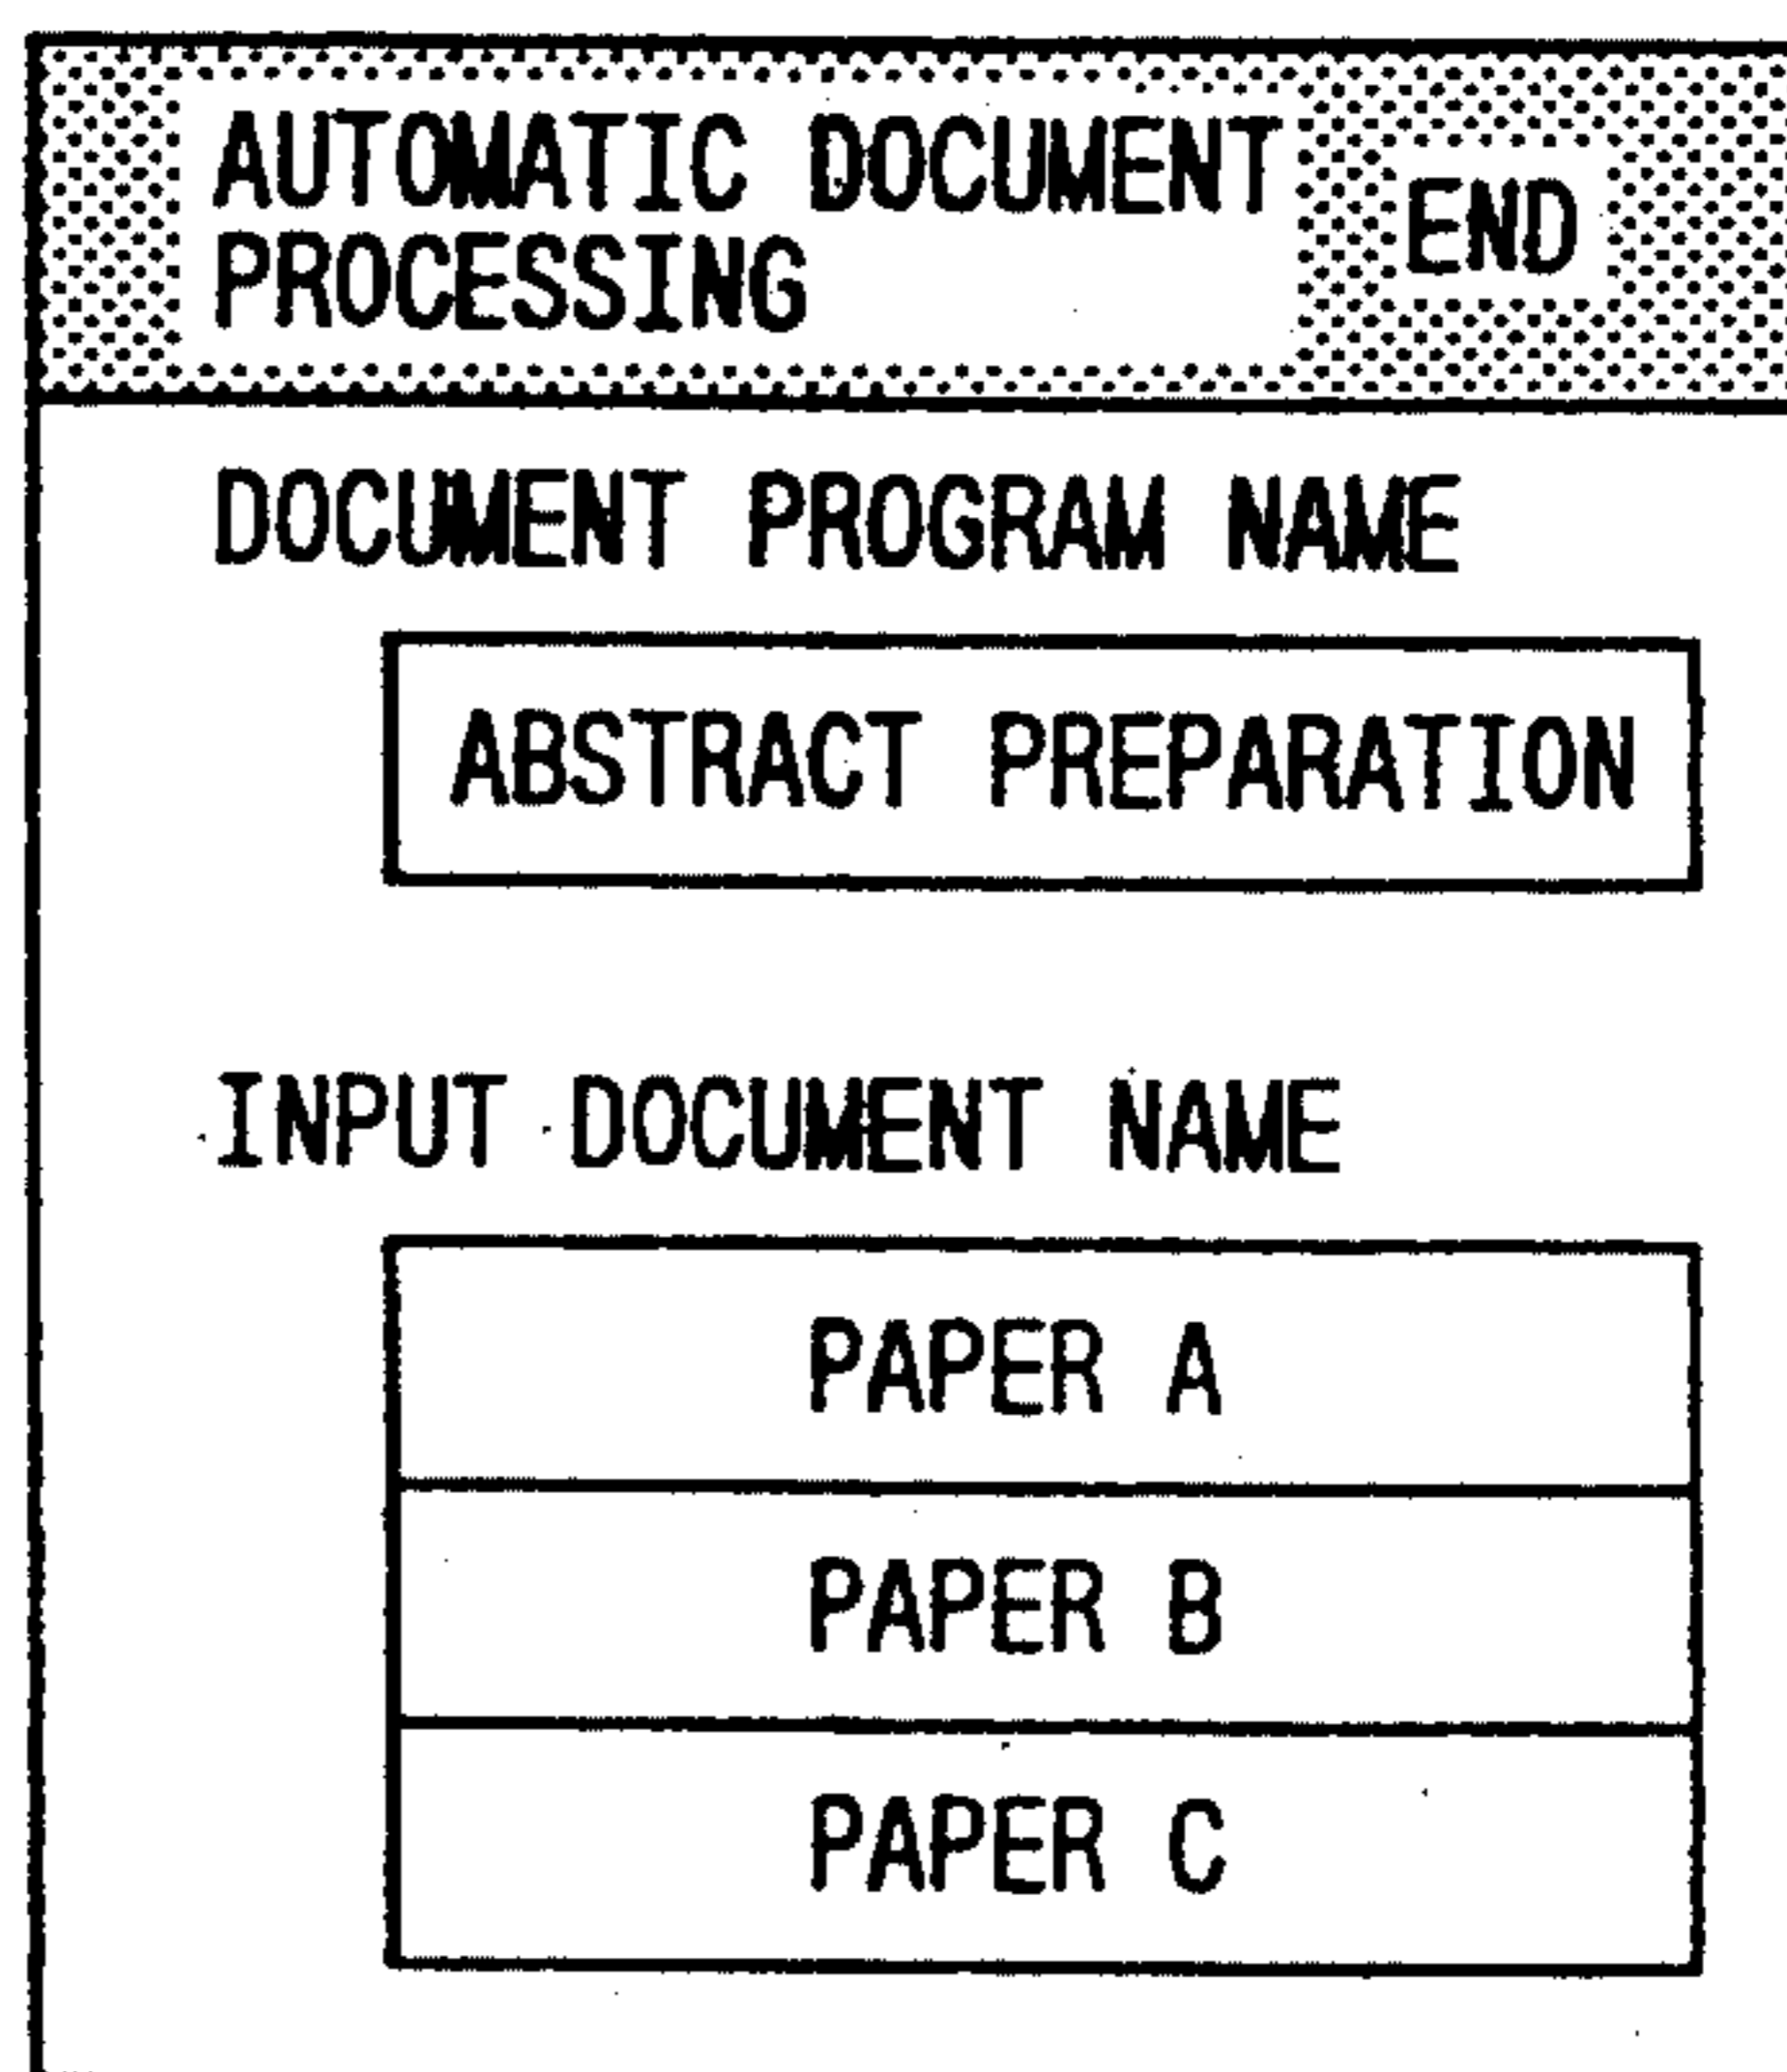 AUTOMATIC DOCUMENT
PROCESSING
END
DOCUMENT PROGRAM NAME
ABSTRACT PREPARATION
INPUT DOCUMENT NAME
PAPER A
PAPER B
PAPER C